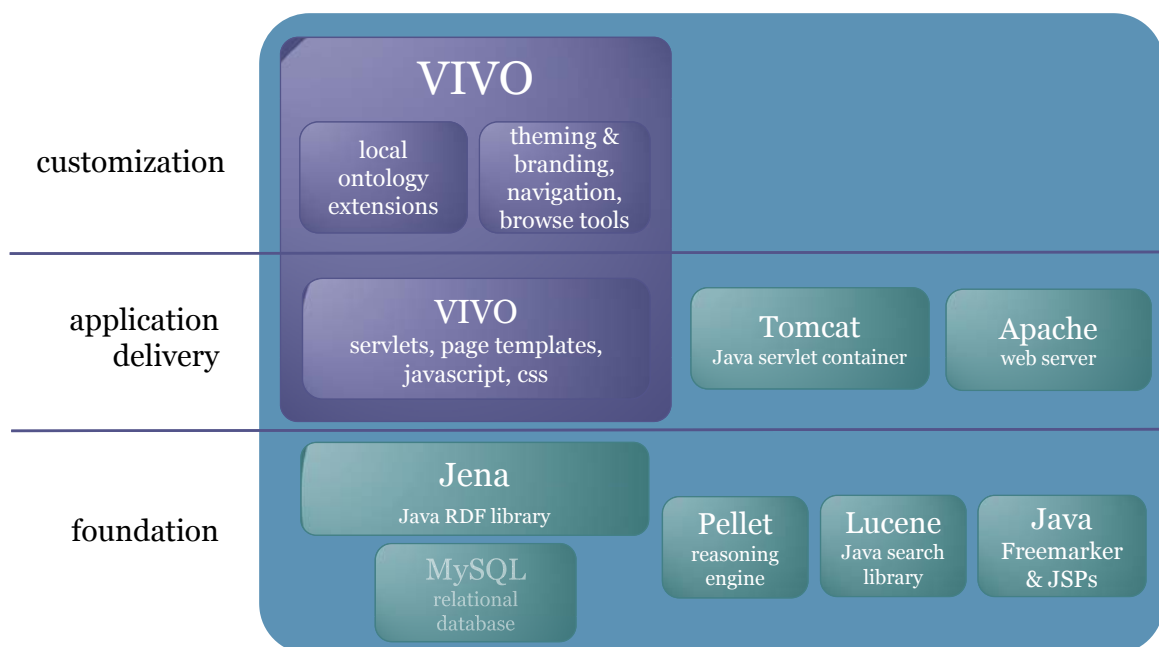 VIVO
customization
local
ontology
extensions
theming &
branding,
navigation,
browse tools
application
delivery
VIVO
servlets, page templates,
javascript, css
Tomcat
Java servlet container
Apache
web server
foundation
Jena
Java RDF library
MySQL
relational
database
Pellet
reasoning
engine
Lucene
Java search
library
Java
Freemarker
& JSPs